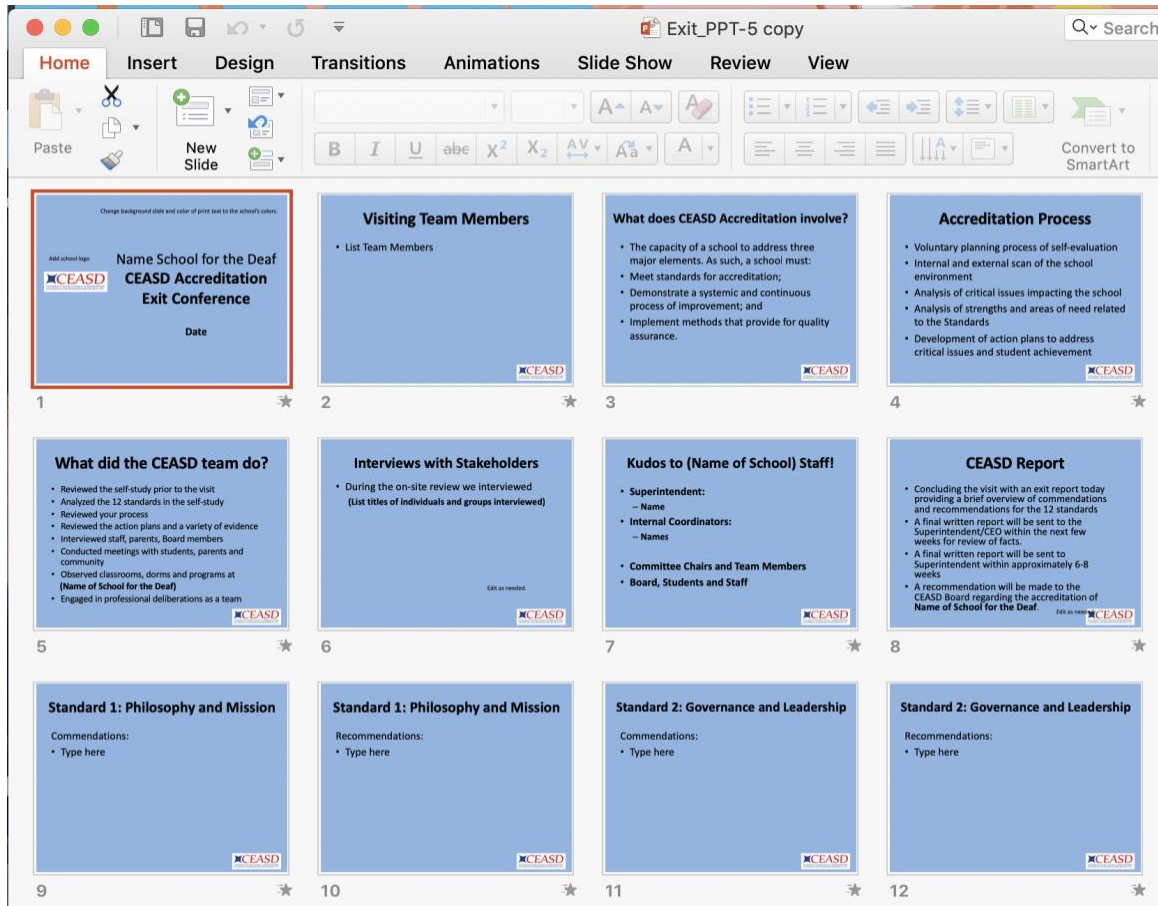 Exit_PPT-5 copy
Search
Home Insert Design Transitions Animations Slide Show Review View
Paste
New
Slide
Convert to
SmartArt
Change background slide and color of print text to the school's colors.
Add school logo
CEASD
Name School for the Deaf
CEASD Accreditation
Exit Conference
Date
1
Visiting Team Members
• List Team Members
CEASD
2
What does CEASD Accreditation involve?
• The capacity of a school to address three
major elements. As such, a school must:
• Meet standards for accreditation;
• Demonstrate a systemic and continuous
process of improvement; and
• Implement methods that provide for quality
assurance.
CEASD
3
Accreditation Process
• Voluntary planning process of self-evaluation
• Internal and external scan of the school
environment
• Analysis of critical issues impacting the school
• Analysis of strengths and areas of need related
to the Standards
• Development of action plans to address
critical issues and student achievement
CEASD
4
What did the CEASD team do?
• Reviewed the self-study prior to the visit
• Analyzed the 12 standards in the self-study
• Reviewed your process
• Reviewed the action plans and a variety of evidence
• Interviewed staff, parents, Board members
• Conducted meetings with students, parents and
community
• Observed classrooms, dorms and programs at
(Name of School for the Deaf)
• Engaged in professional deliberations as a team
CEASD
5
Interviews with Stakeholders
• During the on-site review we interviewed
(List titles of individuals and groups interviewed)
Edit as needed.
CEASD
6
Kudos to (Name of School) Staff!
• Superintendent:
– Name
• Internal Coordinators:
– Names
• Committee Chairs and Team Members
• Board, Students and Staff
CEASD
7
CEASD Report
• Concluding the visit with an exit report today
providing a brief overview of commendations
and recommendations for the 12 standards
• A final written report will be sent to the
Superintendent/CEO within the next few
weeks for review of facts.
• A final written report will be sent to
Superintendent within approximately 6-8
weeks
• A recommendation will be made to the
CEASD Board regarding the accreditation of
Name of School for the Deaf.
Edit as
CEASD
8
Standard 1: Philosophy and Mission
Commendations:
• Type here
CEASD
9
Standard 1: Philosophy and Mission
Recommendations:
• Type here
CEASD
10
Standard 2: Governance and Leadership
Commendations:
• Type here
CEASD
11
Standard 2: Governance and Leadership
Recommendations:
• Type here
CEASD
12